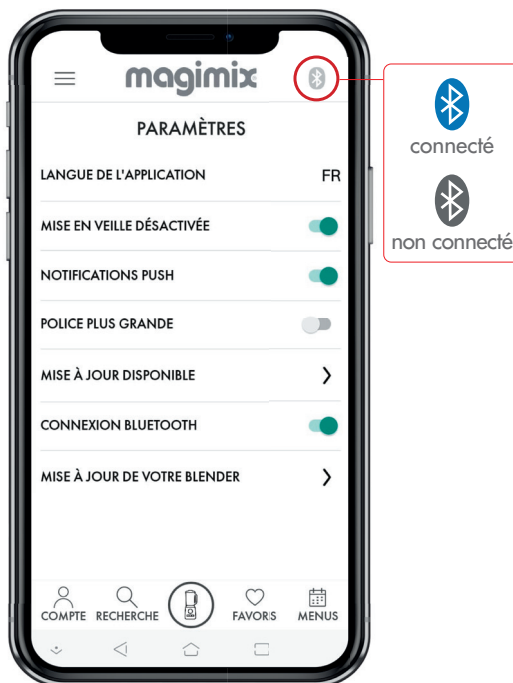 magimix
PARAMÈTRES
LANGUE DE L'APPLICATION FR
MISE EN VEILLE DÉSACTIVÉE
NOTIFICATIONS PUSH
POLICE PLUS GRANDE
MISE À JOUR DISPONIBLE
CONNEXION BLUETOOTH
MISE À JOUR DE VOTRE BLENDER
COMPTE RECHERCHE FAVORIS MENUS
connecté
non connecté